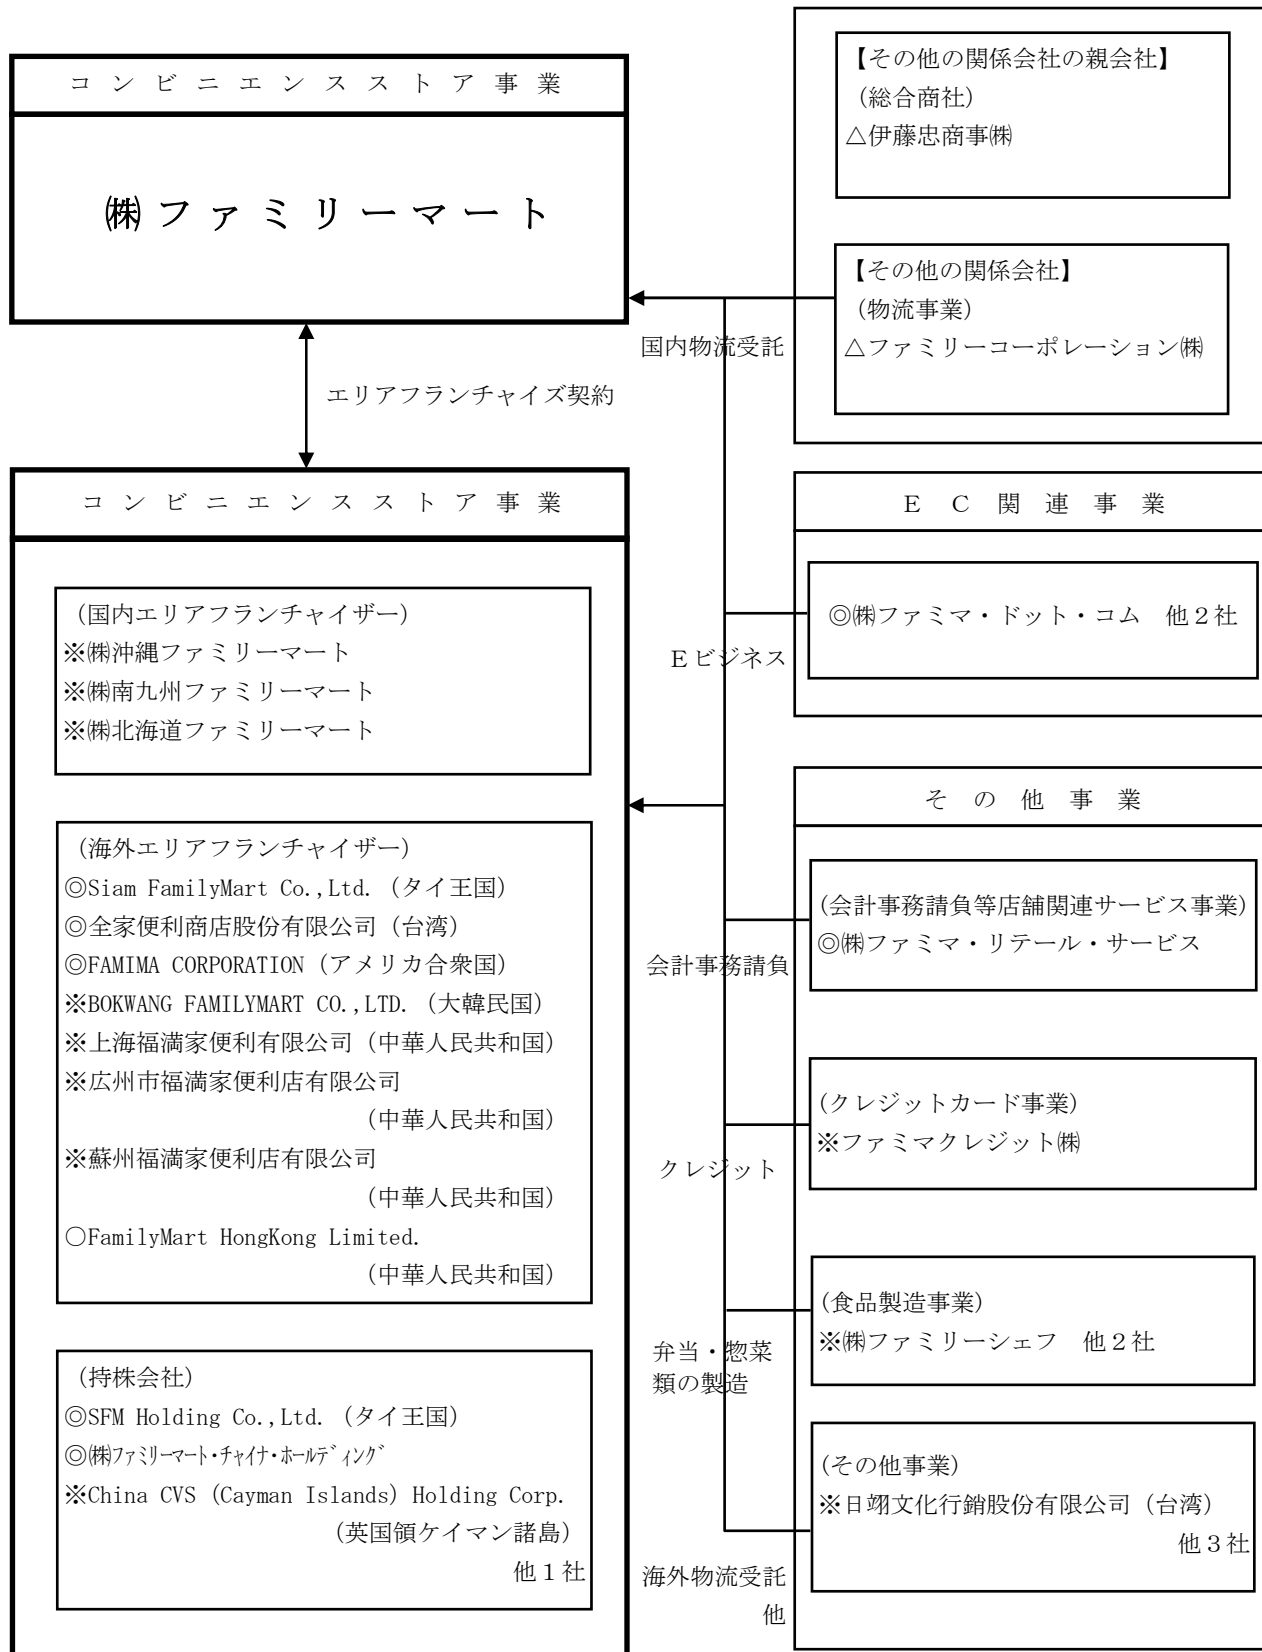 コンビニエンスストア事業
㈱ファミリーマート
エリアフランチャイズ契約
コンビニエンスストア事業
（国内エリアフランチャイザー）
※㈱沖縄ファミリーマート
※㈱南九州ファミリーマート
※㈱北海道ファミリーマート
（海外エリアフランチャイザー）
◎Siam FamilyMart Co.,Ltd.（タイ王国）
◎全家便利商店股份有限公司（台湾）
◎FAMIMA CORPORATION（アメリカ合衆国）
※BOKWANG FAMILYMART CO.,LTD.（大韓民国）
※上海福満家便利有限公司（中華人民共和国）
※広州市福満家便利店有限公司
（中華人民共和国）
※蘇州福満家便利店有限公司
（中華人民共和国）
○FamilyMart HongKong Limited.
（中華人民共和国）
（持株会社）
◎SFM Holding Co.,Ltd.（タイ王国）
◎㈱ﾌｧﾐﾘｰﾏｰﾄ･ﾁｬｲﾅ･ﾎｰﾙﾃﾞｨﾝｸﾞ
※China CVS (Cayman Islands) Holding Corp.
（英国領ケイマン諸島）
他１社
【その他の関係会社の親会社】
（総合商社）
△伊藤忠商事㈱
【その他の関係会社】
（物流事業）
△ファミリーコーポレーション㈱
国内物流受託
ＥＣ関連事業
◎㈱ファミマ・ドット・コム　他２社
Ｅビジネス
その他事業
(会計事務請負等店舗関連サービス事業)
◎㈱ファミマ・リテール・サービス
会計事務請負
(クレジットカード事業)
※ファミマクレジット㈱
クレジット
(食品製造事業)
※㈱ファミリーシェフ　他２社
弁当・惣菜
類の製造
(その他事業)
※日翊文化行銷股份有限公司（台湾）
他３社
海外物流受託
他